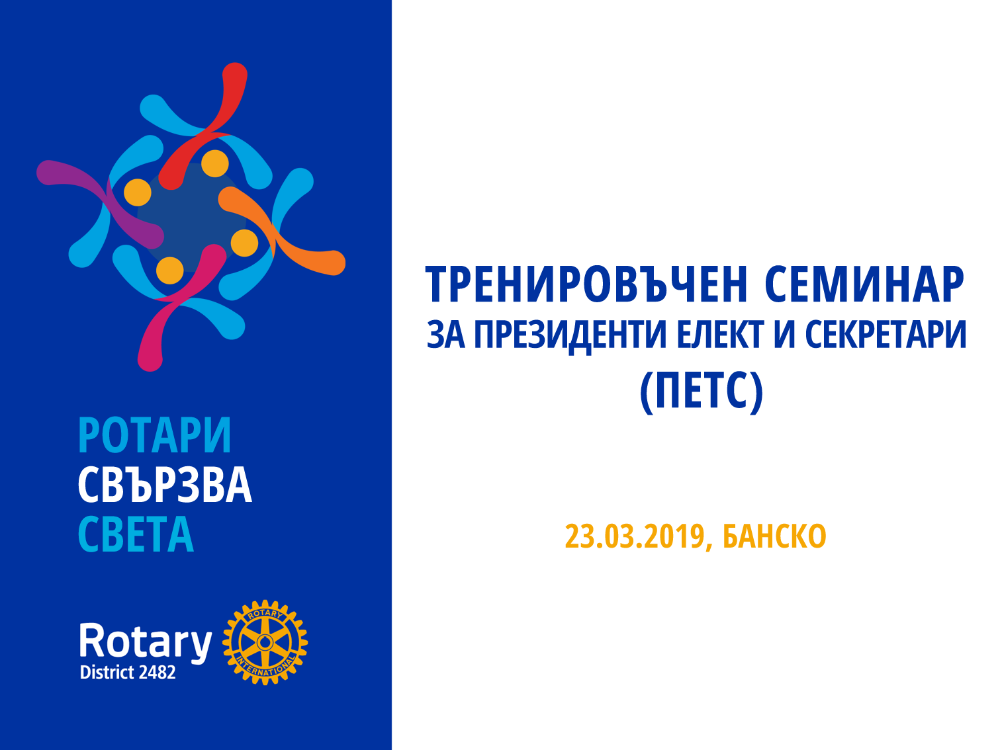 РОТАРИ
СВЪРЗВА
СВЕТА
Rotary
District 2482
ROTARY
INTERNATIONAL
ТРЕНИРОВЪЧЕН СЕМИНАР
ЗА ПРЕЗИДЕНТИ ЕЛЕКТ И СЕКРЕТАРИ
(ПЕТС)
23.03.2019, БАНСКО